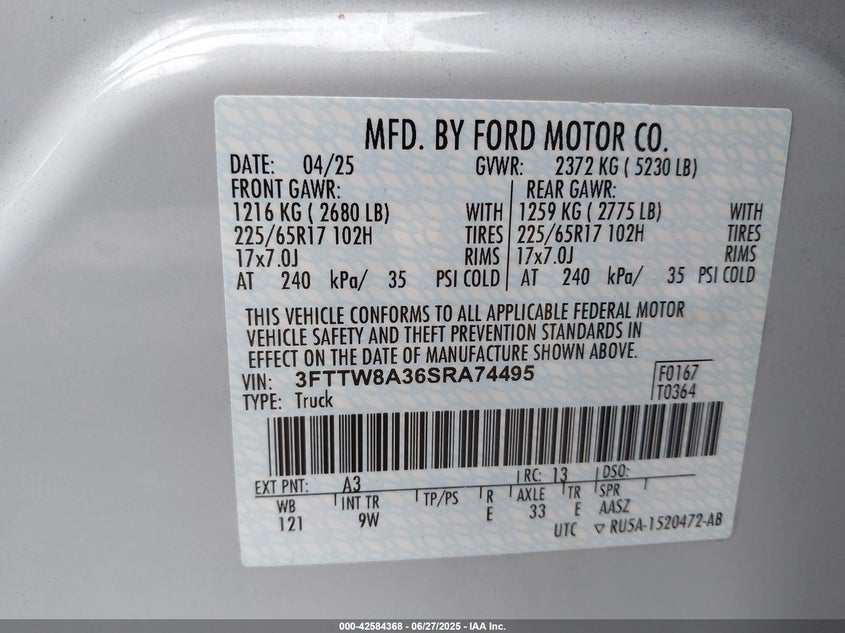 MFD. BY FORD MOTOR CO.
DATE: 04/25 GVWR: 2372 KG ( 5230 LB)
FRONT GAWR: REAR GAWR:
1216 KG ( 2680 LB) WITH 1259 KG ( 2775 LB) WITH
225/65R17 102H TIRES 225/65R17 102H TIRES
17x7.0J RIMS 17x7.0J RIMS
AT 240 kPa/ 35 PSI COLD AT 240 kPa/ 35 PSI COLD
THIS VEHICLE CONFORMS TO ALL APPLICABLE FEDERAL MOTOR
VEHICLE SAFETY AND THEFT PREVENTION STANDARDS IN
EFFECT ON THE DATE OF MANUFACTURE SHOWN ABOVE.
VIN: 3FTTW8A36SRA74495 F0167
TYPE: Truck T0364
EXT PNT: A3 RC: 13 DSO:
WB INT TR TP/PS R AXLE TR SPR
121 9W E 33 E AASZ
UTC ▽ RU5A-1520472-AB
000-42584368 | 06/27/2025 - IAA Inc.